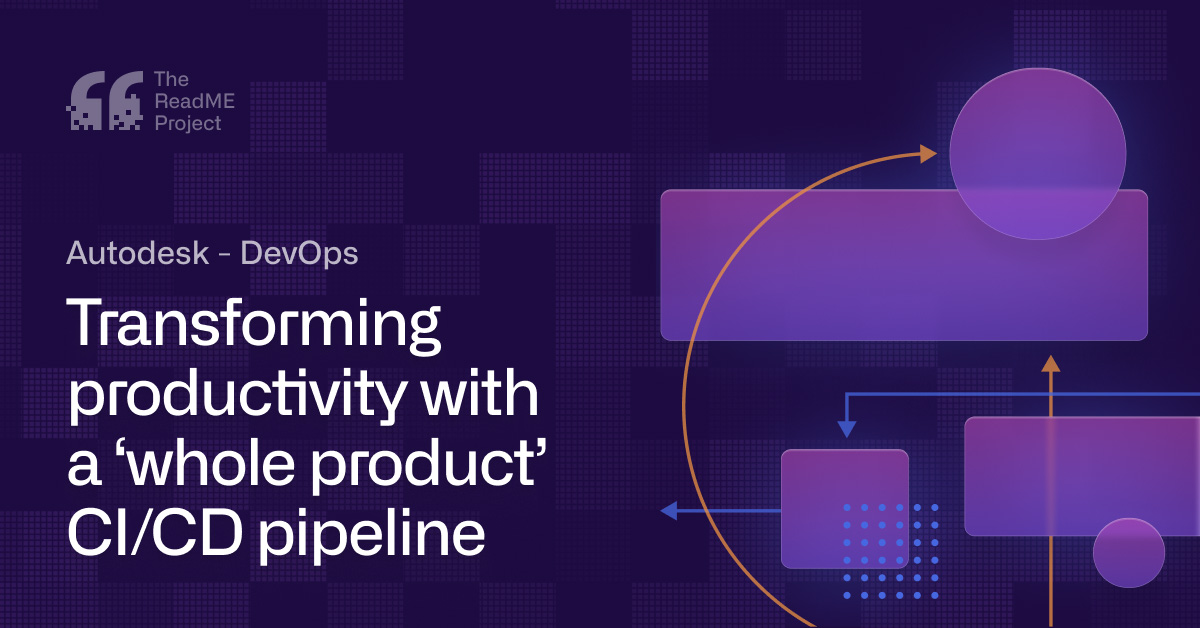 The
ReadME
Project
Autodesk – DevOps
Transforming
productivity with
a ‘whole product’
CI/CD pipeline